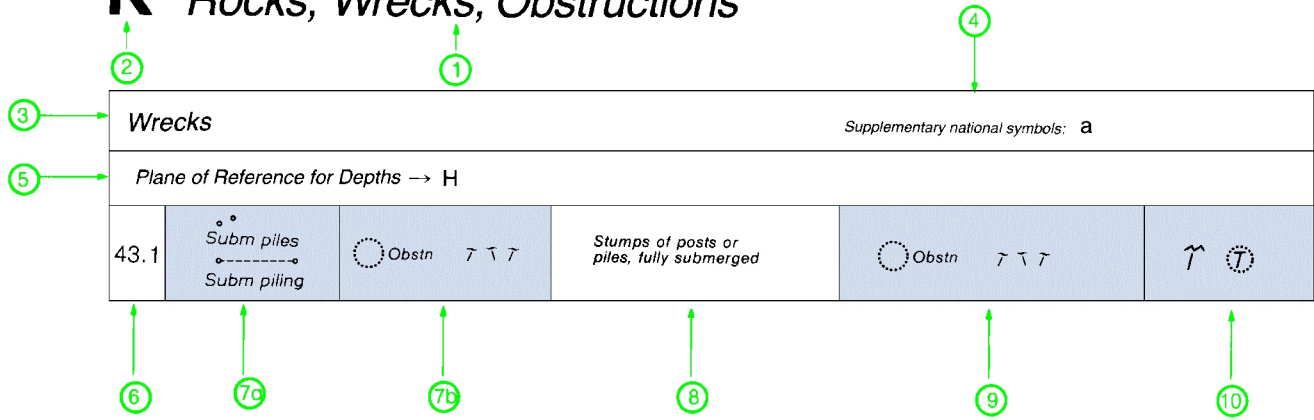 K Rocks, Wrecks, Obstructions
2
1
4
3
Wrecks
Supplementary national symbols: a
5
Plane of Reference for Depths → H
43.1
Subm piles
Subm piling
Obstn
Stumps of posts or
piles, fully submerged
Obstn
6
7a
7b
8
9
10